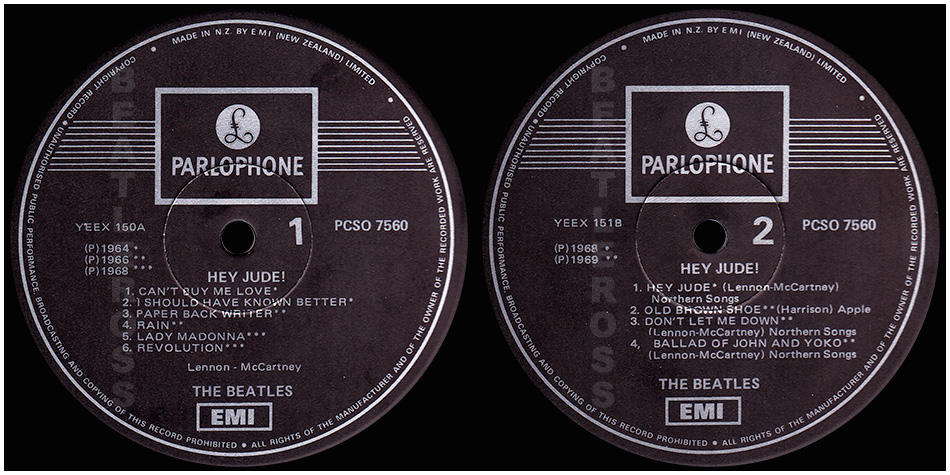 MADE IN N.Z. BY EMI (NEW ZEALAND) LIMITED
COPYRIGHT RECORD ● UNAUTHORISED PUBLIC PERFORMANCE, BROADCASTING AND COPYING OF THIS RECORD PROHIBITED ● ALL RIGHTS OF THE MANUFACTURER AND OF THE OWNER OF THE RECORDED WORK ARE RESERVED
£
PARLOPHONE
YEEX 150A
1
PCSO 7560
(P)1964 *
(P)1966 **
(P)1968 ***
HEY JUDE!
1. CAN'T BUY ME LOVE*
2. I SHOULD HAVE KNOWN BETTER*
3. PAPER BACK WRITER**
4. RAIN**
5. LADY MADONNA***
6. REVOLUTION***
Lennon - McCartney
THE BEATLES
EMI
BEATLEROSS
MADE IN N.Z. BY EMI (NEW ZEALAND) LIMITED
COPYRIGHT RECORD ● UNAUTHORISED PUBLIC PERFORMANCE, BROADCASTING AND COPYING OF THIS RECORD PROHIBITED ● ALL RIGHTS OF THE MANUFACTURER AND OF THE OWNER OF THE RECORDED WORK ARE RESERVED
£
PARLOPHONE
YEEX 151B
2
PCSO 7560
(P)1968 *
(P)1969 **
HEY JUDE!
1. HEY JUDE* (Lennon-McCartney)
Northern Songs
2. OLD BROWN SHOE**(Harrison) Apple
3. DON'T LET ME DOWN**
(Lennon-McCartney) Northern Songs
4, BALLAD OF JOHN AND YOKO**
(Lennon-McCartney) Northern Songs
THE BEATLES
EMI
BEATLEROSS